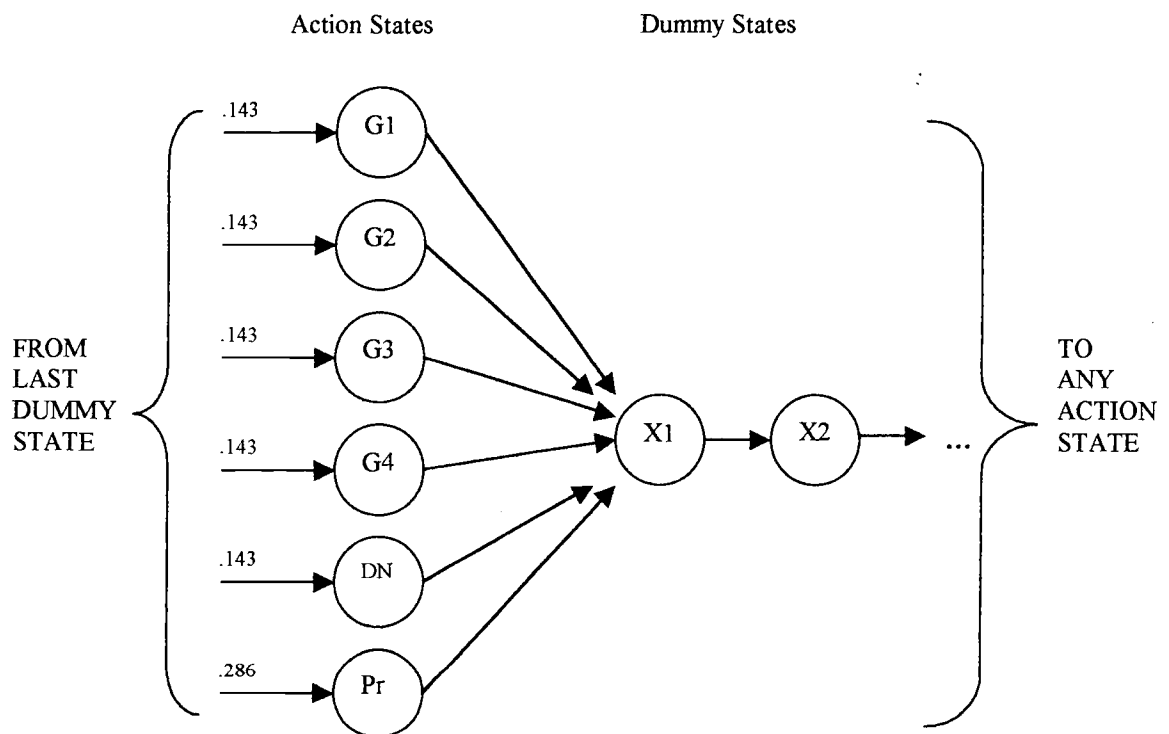 Action States
Dummy States
.143
G1
.143
G2
.143
G3
.143
G4
.143
DN
.286
Pr
FROM
LAST
DUMMY
STATE
X1
X2
...
TO
ANY
ACTION
STATE